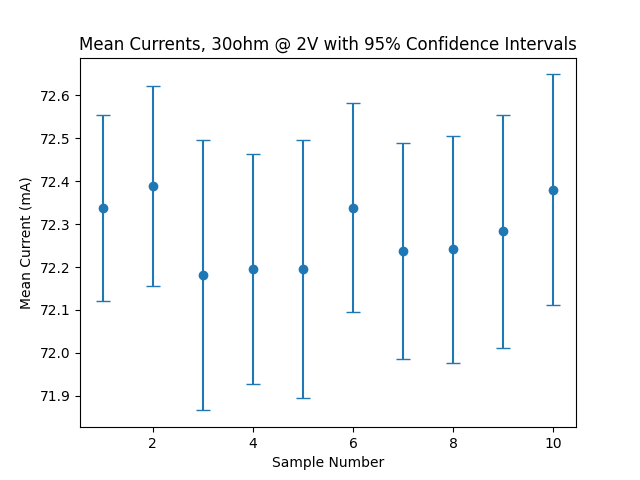 Mean Currents, 30ohm @ 2V with 95% Confidence Intervals
72.6
72.5
72.4
72.3
72.2
72.1
72.0
71.9
Mean Current (mA)
2 4 6 8 10
Sample Number